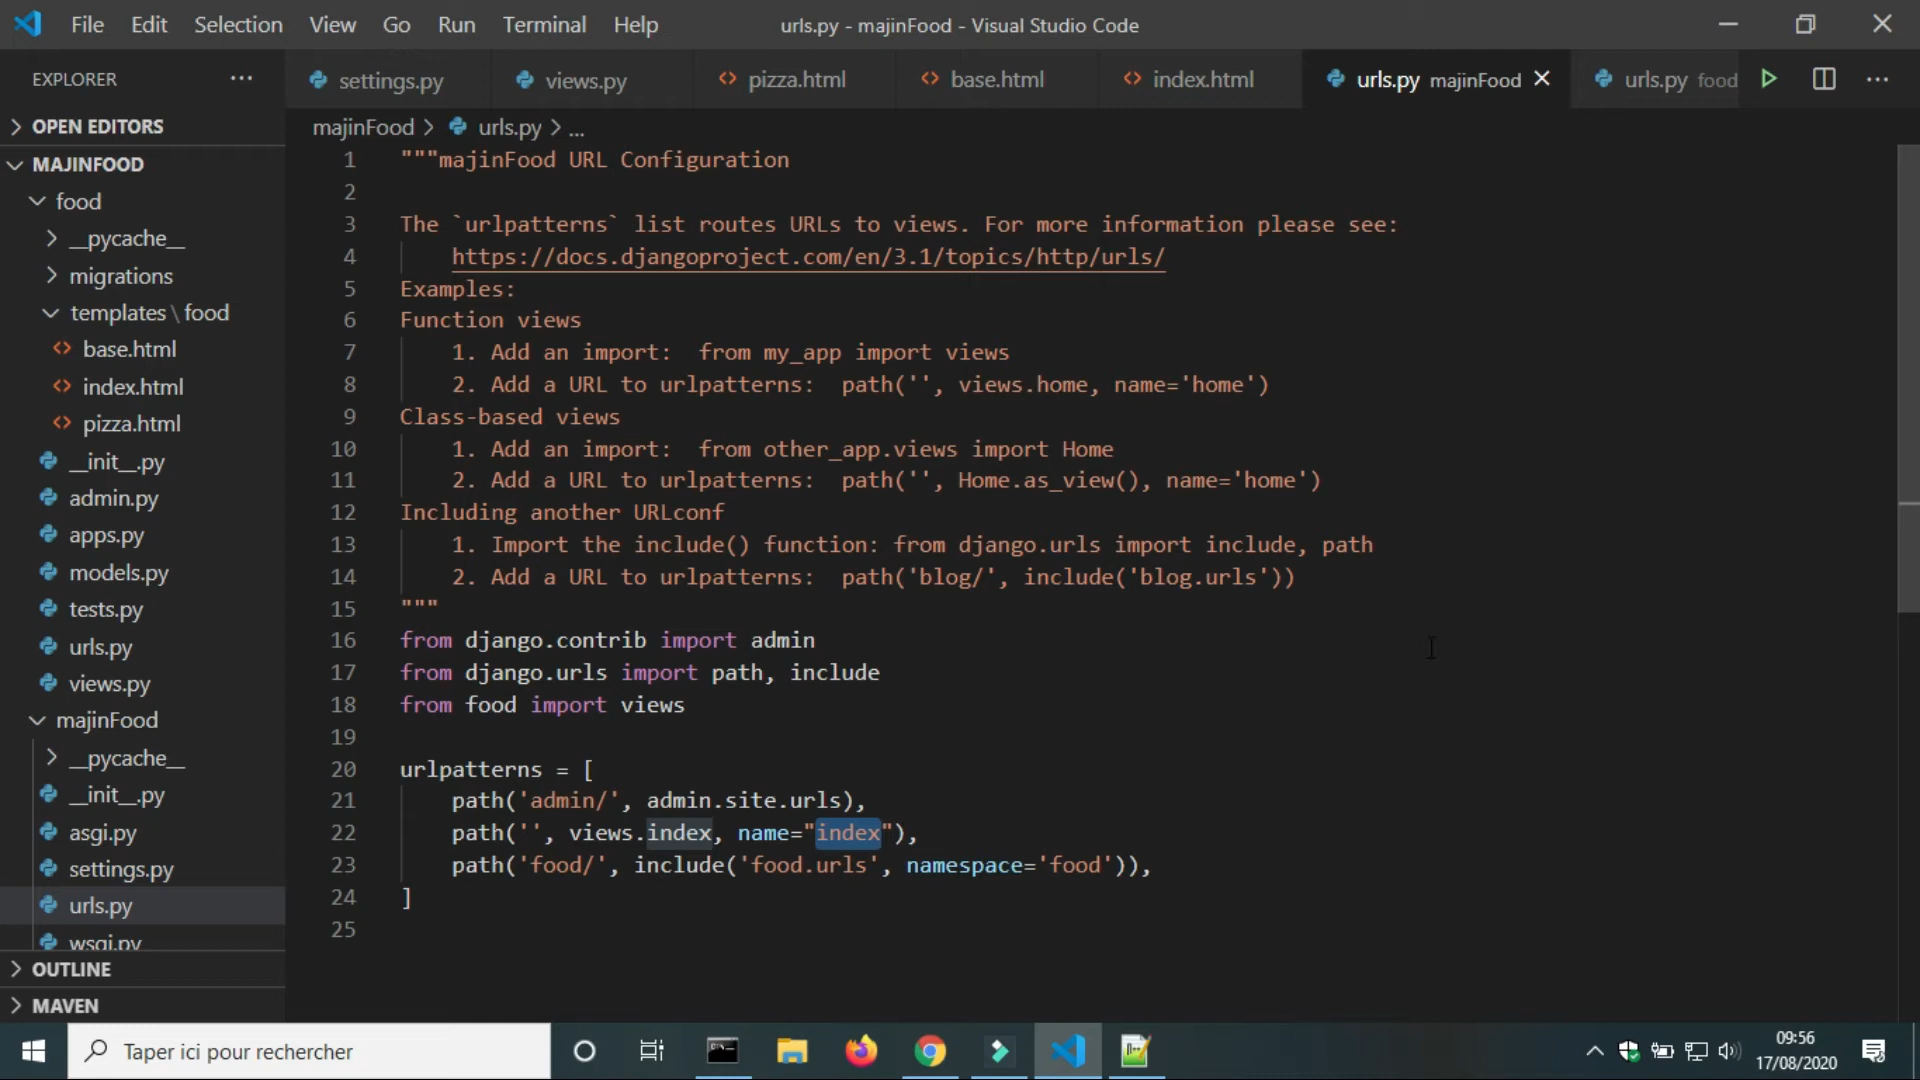 File Edit Selection View Go Run Terminal Help urls.py - majinFood - Visual Studio Code
EXPLORER ··· settings.py views.py pizza.html base.html index.html urls.py majinFood urls.py food ···
OPEN EDITORS
MAJINFOOD
food
__pycache__
migrations
templates \ food
base.html
index.html
pizza.html
__init__.py
admin.py
apps.py
models.py
tests.py
urls.py
views.py
majinFood
__pycache__
__init__.py
asgi.py
settings.py
urls.py
wsgi.py
OUTLINE
MAVEN
majinFood > urls.py > ...
1 """majinFood URL Configuration
2
3 The `urlpatterns` list routes URLs to views. For more information please see:
4     https://docs.djangoproject.com/en/3.1/topics/http/urls/
5 Examples:
6 Function views
7     1. Add an import:  from my_app import views
8     2. Add a URL to urlpatterns:  path('', views.home, name='home')
9 Class-based views
10     1. Add an import:  from other_app.views import Home
11     2. Add a URL to urlpatterns:  path('', Home.as_view(), name='home')
12 Including another URLconf
13     1. Import the include() function: from django.urls import include, path
14     2. Add a URL to urlpatterns:  path('blog/', include('blog.urls'))
15 """
16 from django.contrib import admin
17 from django.urls import path, include
18 from food import views
19
20 urlpatterns = [
21     path('admin/', admin.site.urls),
22     path('', views.index, name="index"),
23     path('food/', include('food.urls', namespace='food')),
24 ]
25
Taper ici pour rechercher
09:56
17/08/2020